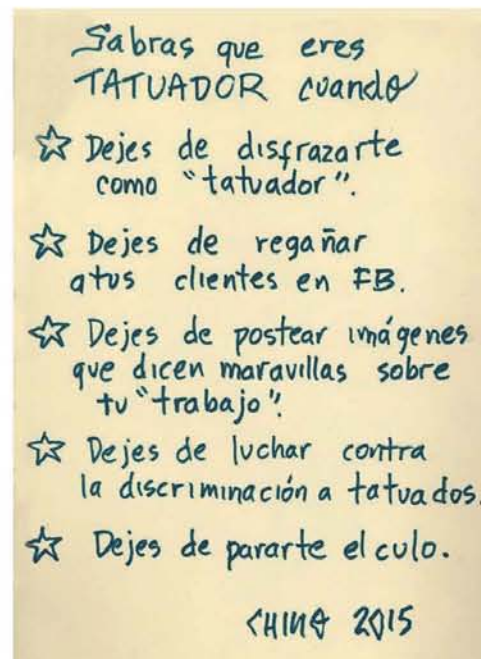 Sabras que eres
TATUADOR cuando
☆ Dejes de disfrazarte
como "tatuador".
☆ Dejes de regañar
atus clientes en FB.
☆ Dejes de postear imágenes
que dicen maravillas sobre
tu "trabajo".
☆ Dejes de luchar contra
la discriminación a tatuados.
☆ Dejes de pararte el culo.
CHINO 2015